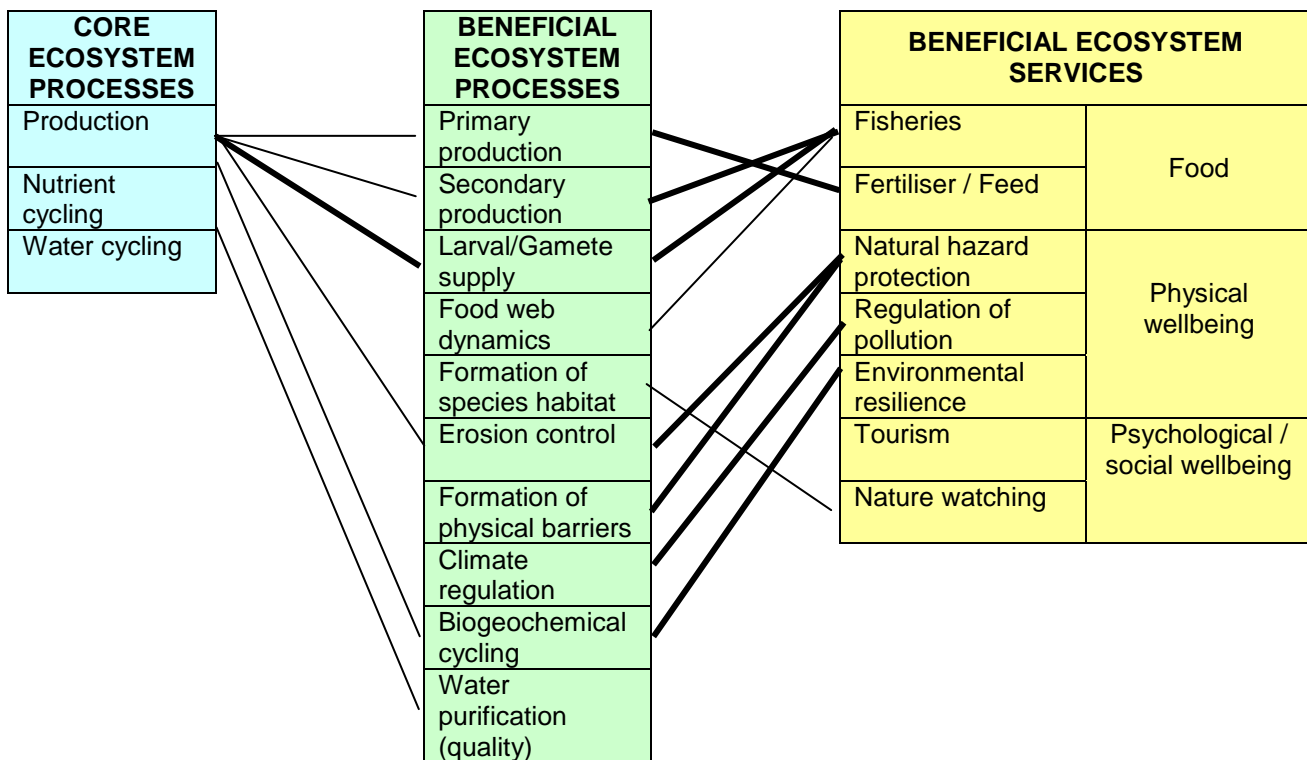 CORE
ECOSYSTEM
PROCESSES
Production
Nutrient
cycling
Water cycling
BENEFICIAL
ECOSYSTEM
PROCESSES
Primary
production
Secondary
production
Larval/Gamete
supply
Food web
dynamics
Formation of
species habitat
Erosion control
Formation of
physical barriers
Climate
regulation
Biogeochemical
cycling
Water
purification
(quality)
BENEFICIAL ECOSYSTEM
SERVICES
Fisheries
Fertiliser / Feed
Food
Natural hazard
protection
Regulation of
pollution
Environmental
resilience
Physical
wellbeing
Tourism
Nature watching
Psychological /
social wellbeing